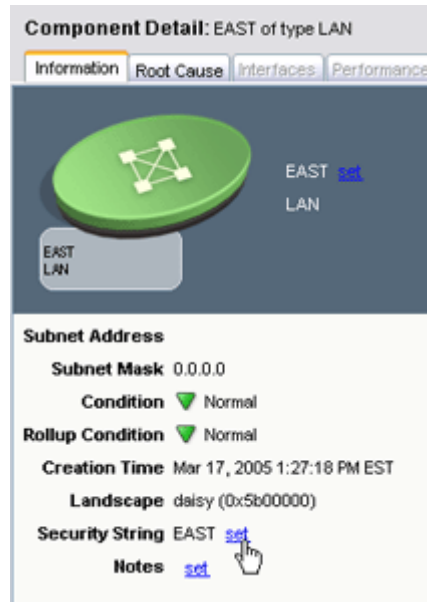 Component Detail: EAST of type LAN
Information Root Cause Interfaces Performance
EAST set
LAN
EAST
LAN
Subnet Address
Subnet Mask 0.0.0.0
Condition Normal
Rollup Condition Normal
Creation Time Mar 17, 2005 1:27:18 PM EST
Landscape daisy (0x5b00000)
Security String EAST set
Notes set